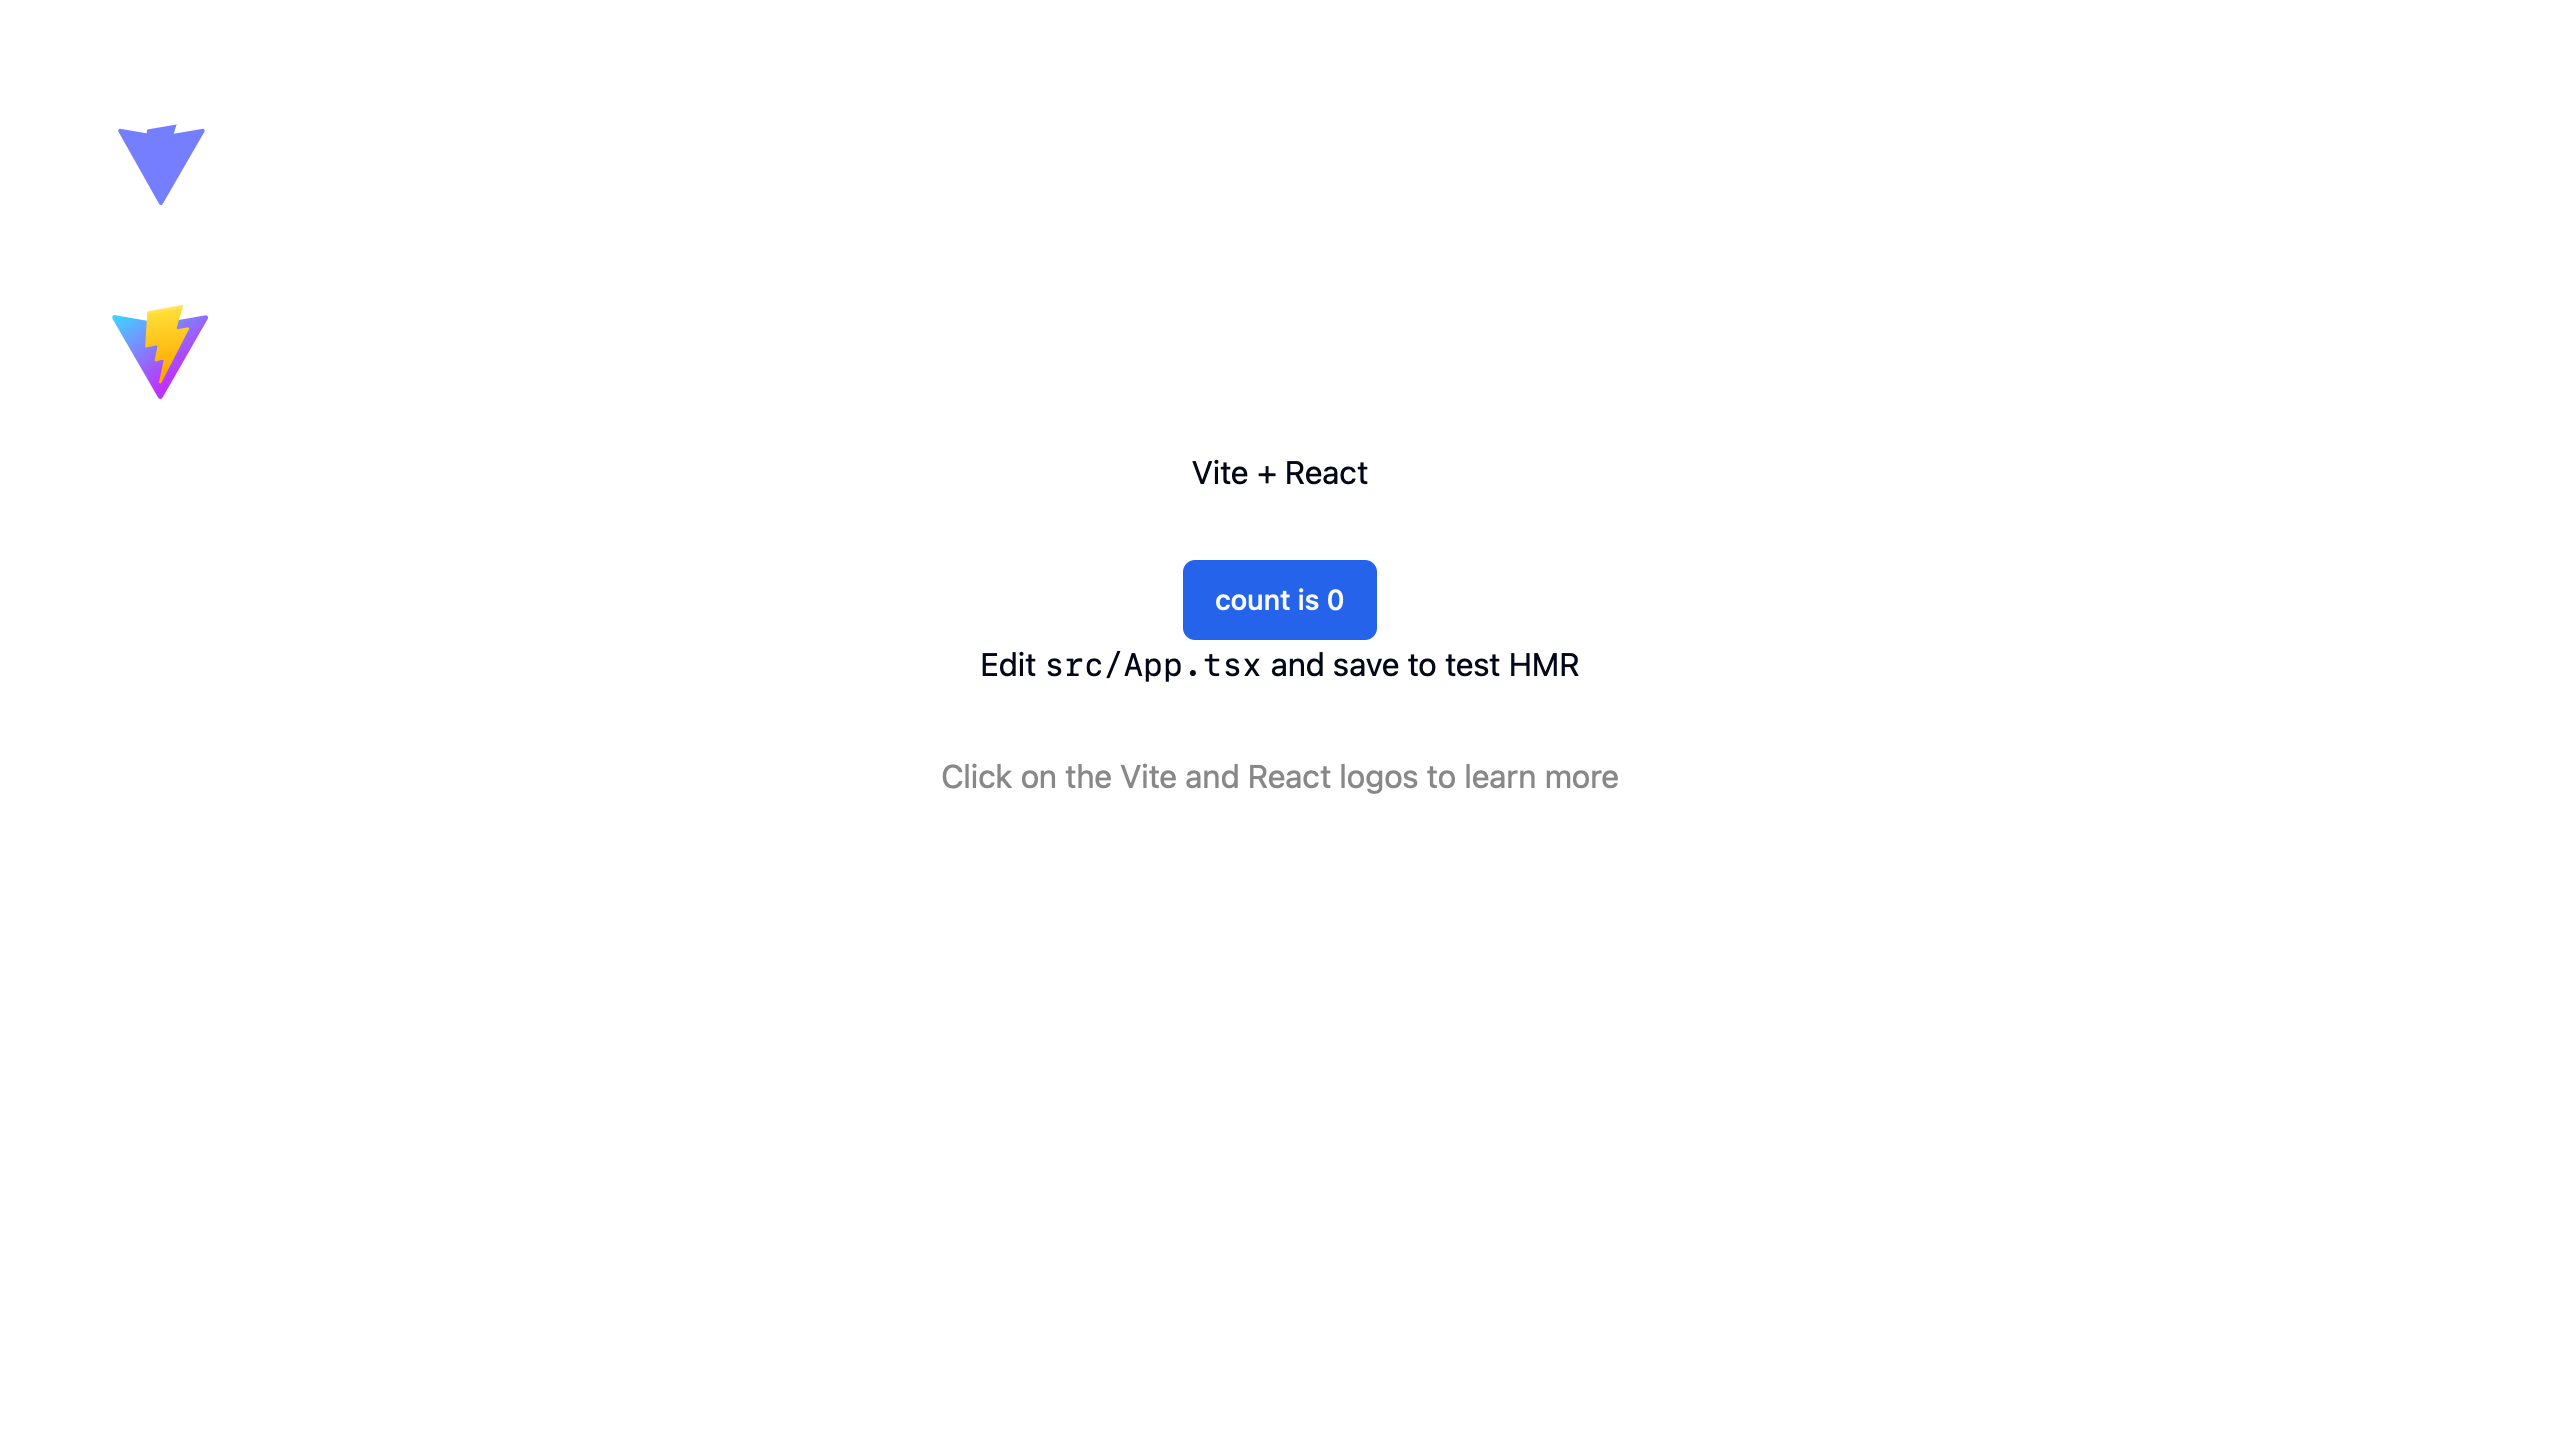 Vite + React
count is 0
Edit src/App.tsx and save to test HMR
Click on the Vite and React logos to learn more